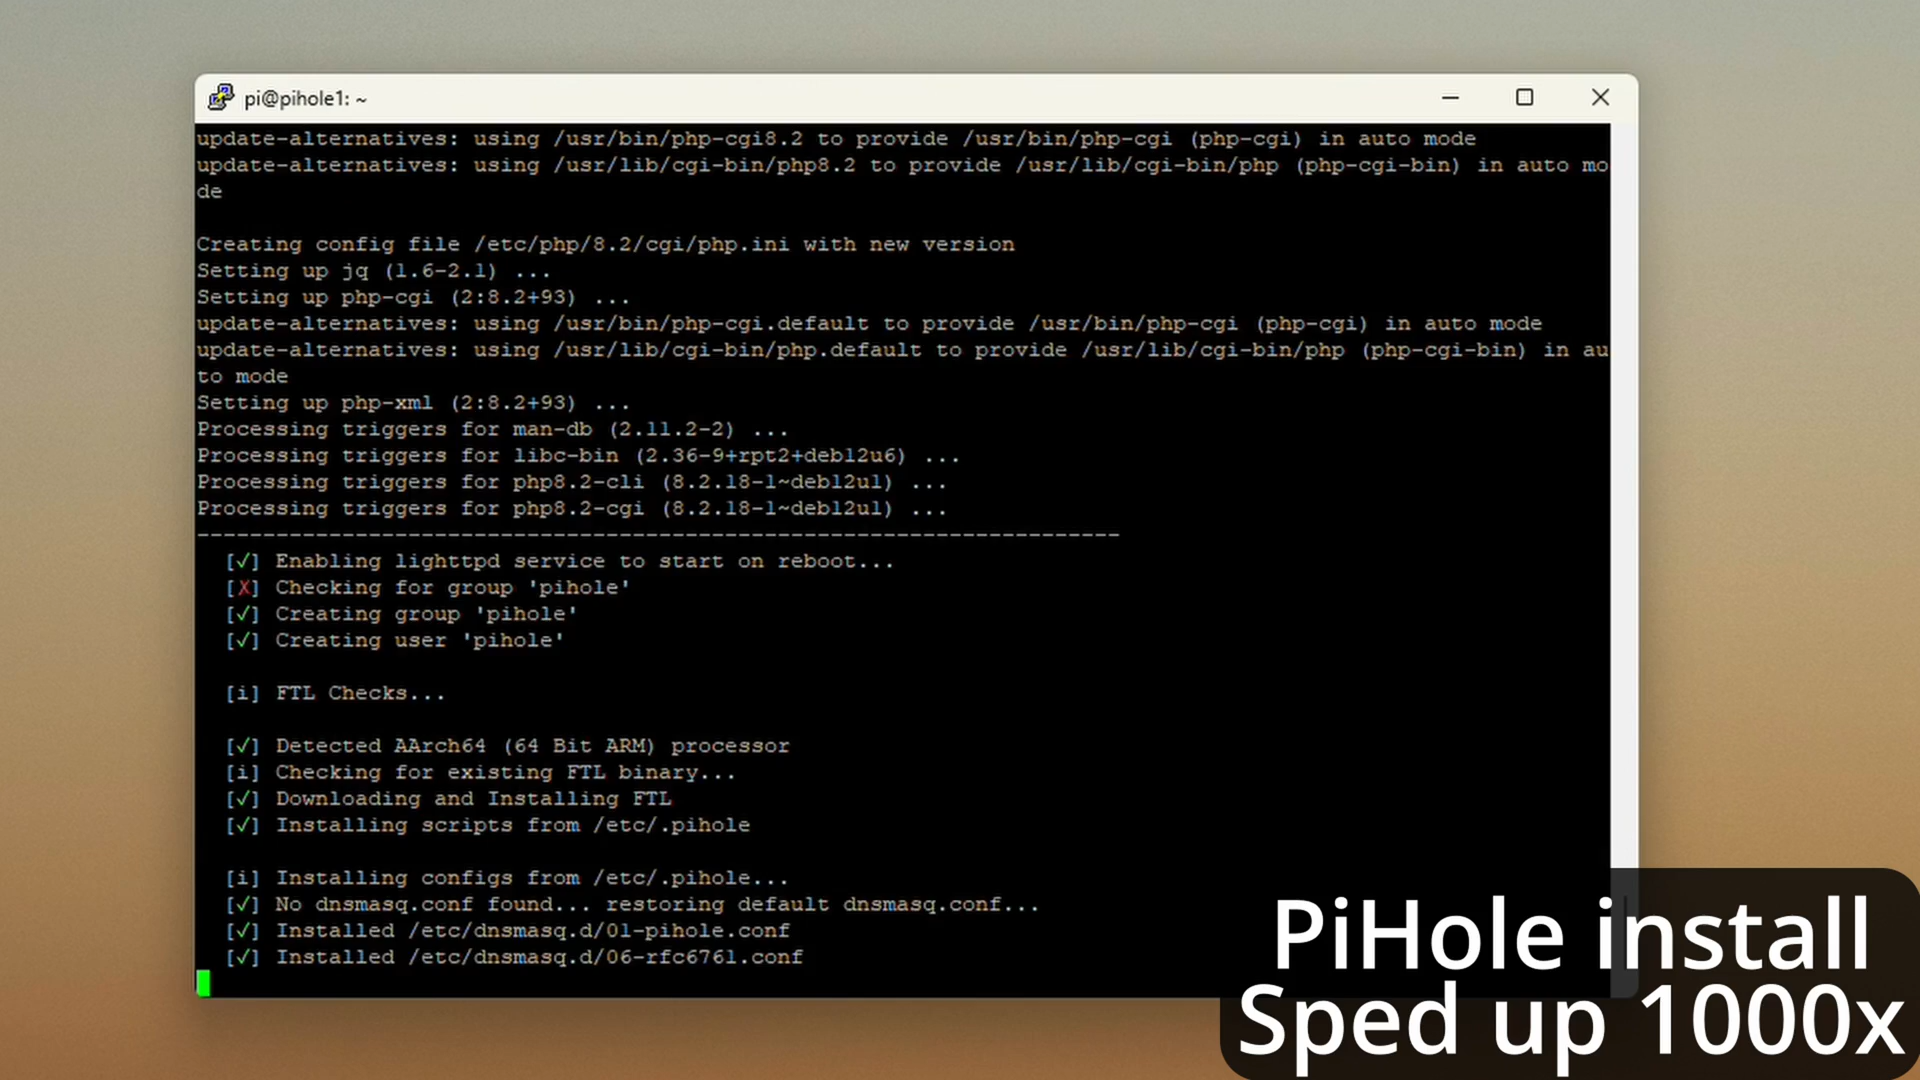 pi@pihole1: ~
update-alternatives: using /usr/bin/php-cgi8.2 to provide /usr/bin/php-cgi (php-cgi) in auto mode
update-alternatives: using /usr/lib/cgi-bin/php8.2 to provide /usr/lib/cgi-bin/php (php-cgi-bin) in auto mo
de
Creating config file /etc/php/8.2/cgi/php.ini with new version
Setting up jq (1.6-2.1) ...
Setting up php-cgi (2:8.2+93) ...
update-alternatives: using /usr/bin/php-cgi.default to provide /usr/bin/php-cgi (php-cgi) in auto mode
update-alternatives: using /usr/lib/cgi-bin/php.default to provide /usr/lib/cgi-bin/php (php-cgi-bin) in au
to mode
Setting up php-xml (2:8.2+93) ...
Processing triggers for man-db (2.11.2-2) ...
Processing triggers for libc-bin (2.36-9+rpt2+deb12u6) ...
Processing triggers for php8.2-cli (8.2.18-1~deb12u1) ...
Processing triggers for php8.2-cgi (8.2.18-1~deb12u1) ...
----------------------------------------------------------------------
[✓] Enabling lighttpd service to start on reboot...
[✗] Checking for group 'pihole'
[✓] Creating group 'pihole'
[✓] Creating user 'pihole'
[i] FTL Checks...
[✓] Detected AArch64 (64 Bit ARM) processor
[i] Checking for existing FTL binary...
[✓] Downloading and Installing FTL
[✓] Installing scripts from /etc/.pihole
[i] Installing configs from /etc/.pihole...
[✓] No dnsmasq.conf found... restoring default dnsmasq.conf...
[✓] Installed /etc/dnsmasq.d/01-pihole.conf
[✓] Installed /etc/dnsmasq.d/06-rfc6761.conf
PiHole install
Sped up 1000x